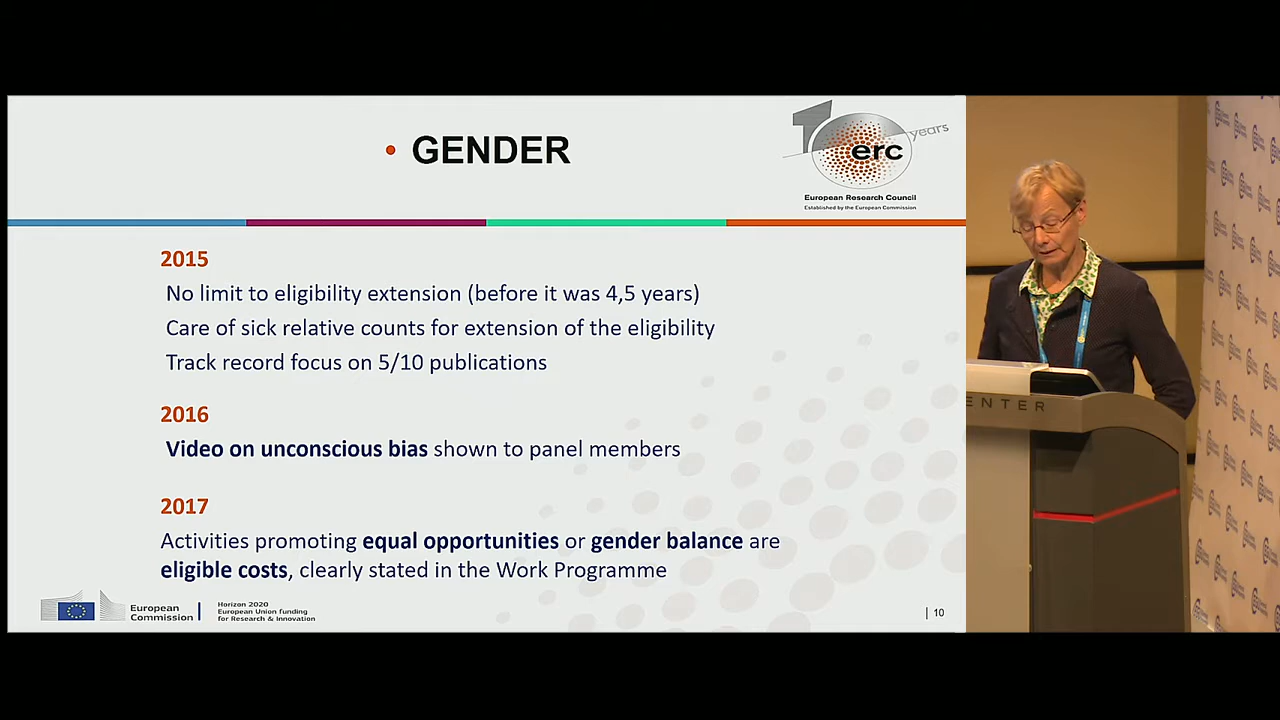 • GENDER
years
erc
European Research Council
Established by the European Commission
2015
No limit to eligibility extension (before it was 4,5 years)
Care of sick relative counts for extension of the eligibility
Track record focus on 5/10 publications
2016
Video on unconscious bias shown to panel members
2017
Activities promoting equal opportunities or gender balance are
eligible costs, clearly stated in the Work Programme
European
Commission
Horizon 2020
European Union funding
for Research & Innovation
| 10
ENTER